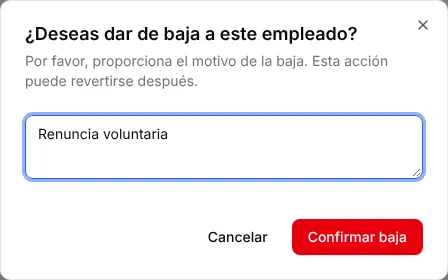 ¿Deseas dar de baja a este empleado?
Por favor, proporciona el motivo de la baja. Esta acción
puede revertirse después.
Renuncia voluntaria
Cancelar
Confirmar baja